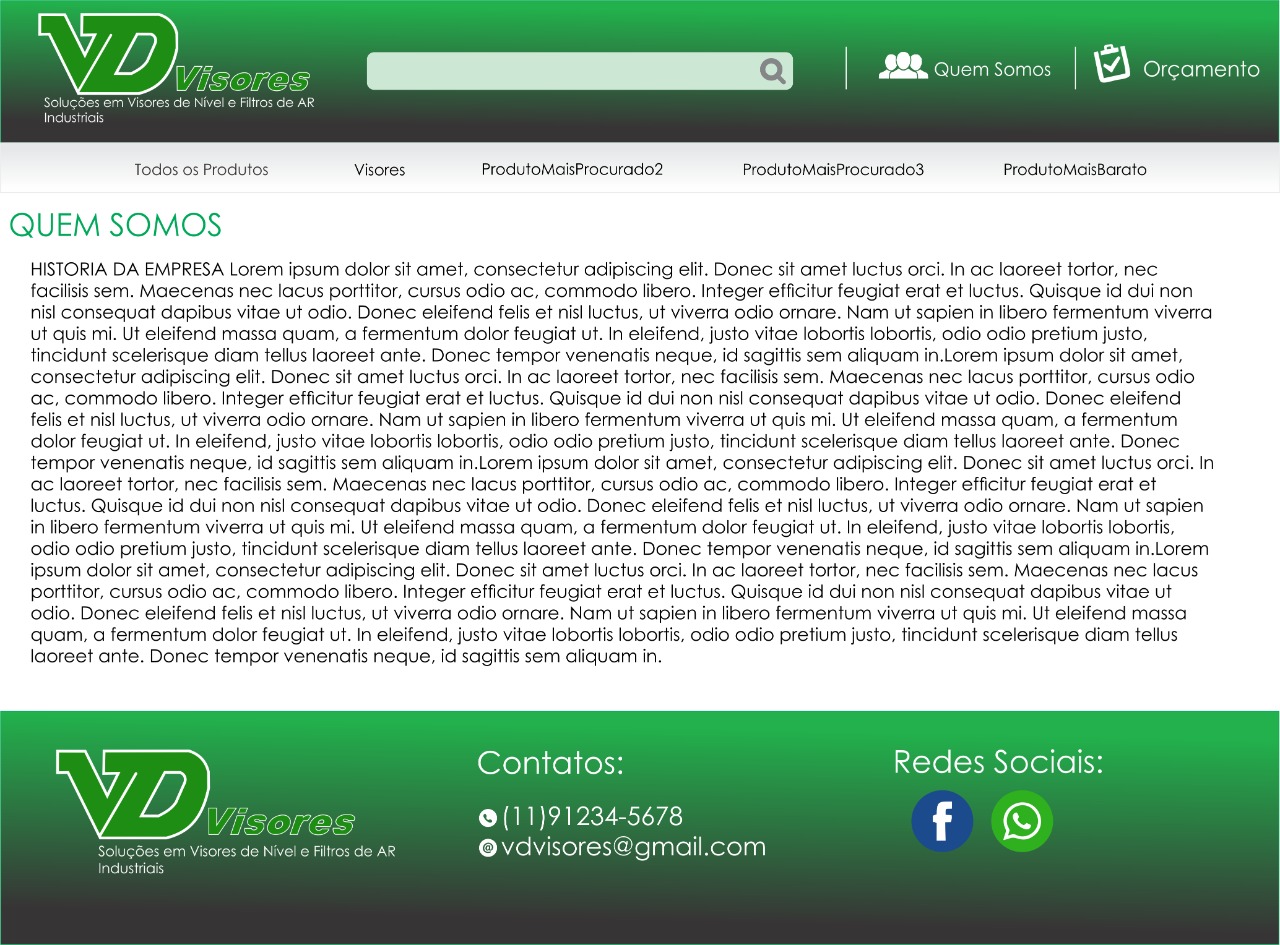 VD Visores
Soluções em Visores de Nível e Filtros de AR
Industriais
Quem Somos
Orçamento
Todos os Produtos
Visores
ProdutoMaisProcurado2
ProdutoMaisProcurado3
ProdutoMaisBarato
QUEM SOMOS
HISTORIA DA EMPRESA Lorem ipsum dolor sit amet, consectetur adipiscing elit. Donec sit amet luctus orci. In ac laoreet tortor, nec
facilisis sem. Maecenas nec lacus porttitor, cursus odio ac, commodo libero. Integer efficitur feugiat erat et luctus. Quisque id dui non
nisl consequat dapibus vitae ut odio. Donec eleifend felis et nisl luctus, ut viverra odio ornare. Nam ut sapien in libero fermentum viverra
ut quis mi. Ut eleifend massa quam, a fermentum dolor feugiat ut. In eleifend, justo vitae lobortis lobortis, odio odio pretium justo,
tincidunt scelerisque diam tellus laoreet ante. Donec tempor venenatis neque, id sagittis sem aliquam in.Lorem ipsum dolor sit amet,
consectetur adipiscing elit. Donec sit amet luctus orci. In ac laoreet tortor, nec facilisis sem. Maecenas nec lacus porttitor, cursus odio
ac, commodo libero. Integer efficitur feugiat erat et luctus. Quisque id dui non nisl consequat dapibus vitae ut odio. Donec eleifend
felis et nisl luctus, ut viverra odio ornare. Nam ut sapien in libero fermentum viverra ut quis mi. Ut eleifend massa quam, a fermentum
dolor feugiat ut. In eleifend, justo vitae lobortis lobortis, odio odio pretium justo, tincidunt scelerisque diam tellus laoreet ante. Donec
tempor venenatis neque, id sagittis sem aliquam in.Lorem ipsum dolor sit amet, consectetur adipiscing elit. Donec sit amet luctus orci. In
ac laoreet tortor, nec facilisis sem. Maecenas nec lacus porttitor, cursus odio ac, commodo libero. Integer efficitur feugiat erat et
luctus. Quisque id dui non nisl consequat dapibus vitae ut odio. Donec eleifend felis et nisl luctus, ut viverra odio ornare. Nam ut sapien
in libero fermentum viverra ut quis mi. Ut eleifend massa quam, a fermentum dolor feugiat ut. In eleifend, justo vitae lobortis lobortis,
odio odio pretium justo, tincidunt scelerisque diam tellus laoreet ante. Donec tempor venenatis neque, id sagittis sem aliquam in.Lorem
ipsum dolor sit amet, consectetur adipiscing elit. Donec sit amet luctus orci. In ac laoreet tortor, nec facilisis sem. Maecenas nec lacus
porttitor, cursus odio ac, commodo libero. Integer efficitur feugiat erat et luctus. Quisque id dui non nisl consequat dapibus vitae ut
odio. Donec eleifend felis et nisl luctus, ut viverra odio ornare. Nam ut sapien in libero fermentum viverra ut quis mi. Ut eleifend massa
quam, a fermentum dolor feugiat ut. In eleifend, justo vitae lobortis lobortis, odio odio pretium justo, tincidunt scelerisque diam tellus
laoreet ante. Donec tempor venenatis neque, id sagittis sem aliquam in.
VD Visores
Soluções em Visores de Nível e Filtros de AR
Industriais
Contatos:
(11)91234-5678
vdvisores@gmail.com
Redes Sociais: